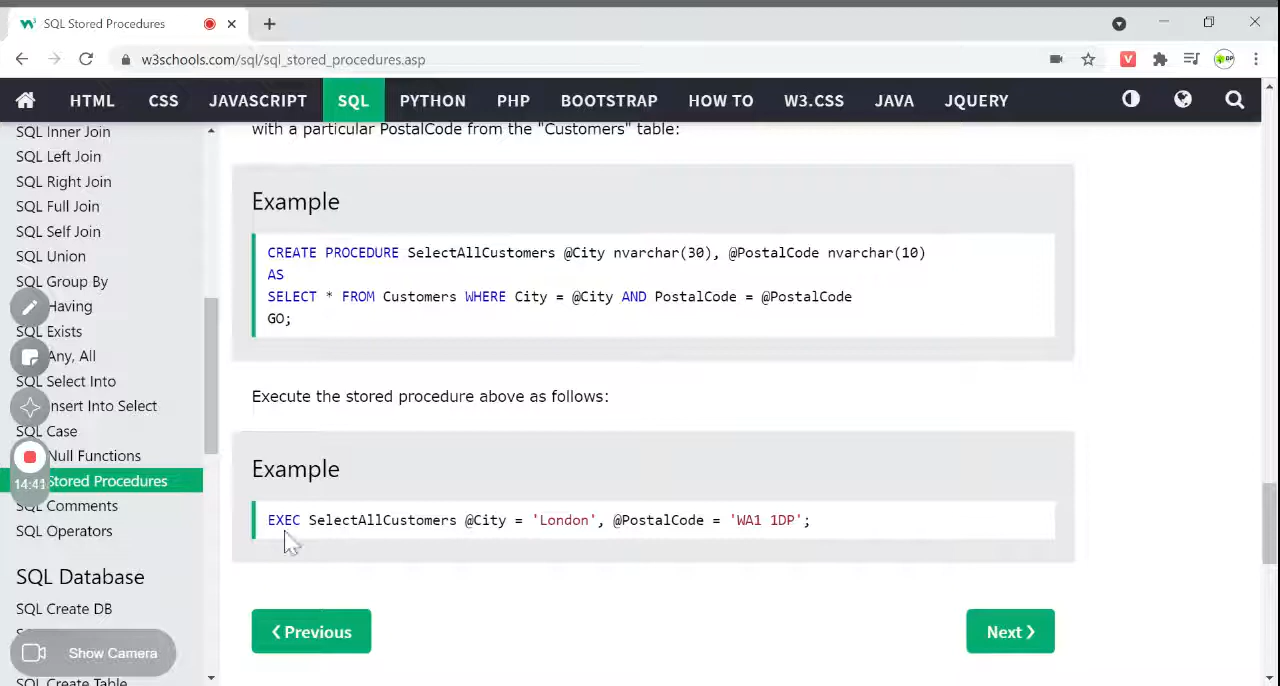 SQL Stored Procedures
w3schools.com/sql/sql_stored_procedures.asp
HTML CSS JAVASCRIPT SQL PYTHON PHP BOOTSTRAP HOW TO W3.CSS JAVA JQUERY
SQL Inner Join
SQL Left Join
SQL Right Join
SQL Full Join
SQL Self Join
SQL Union
SQL Group By
Having
SQL Exists
Any, All
SQL Select Into
nsert Into Select
SQL Case
Null Functions
14:41
Stored Procedures
SQL Comments
SQL Operators
SQL Database
SQL Create DB
Show Camera
SQL Create Table
with a particular PostalCode from the "Customers" table:
Example
CREATE PROCEDURE SelectAllCustomers @City nvarchar(30), @PostalCode nvarchar(10)
AS
SELECT * FROM Customers WHERE City = @City AND PostalCode = @PostalCode
GO;
Execute the stored procedure above as follows:
Example
EXEC SelectAllCustomers @City = 'London', @PostalCode = 'WA1 1DP';
❮ Previous
Next ❯